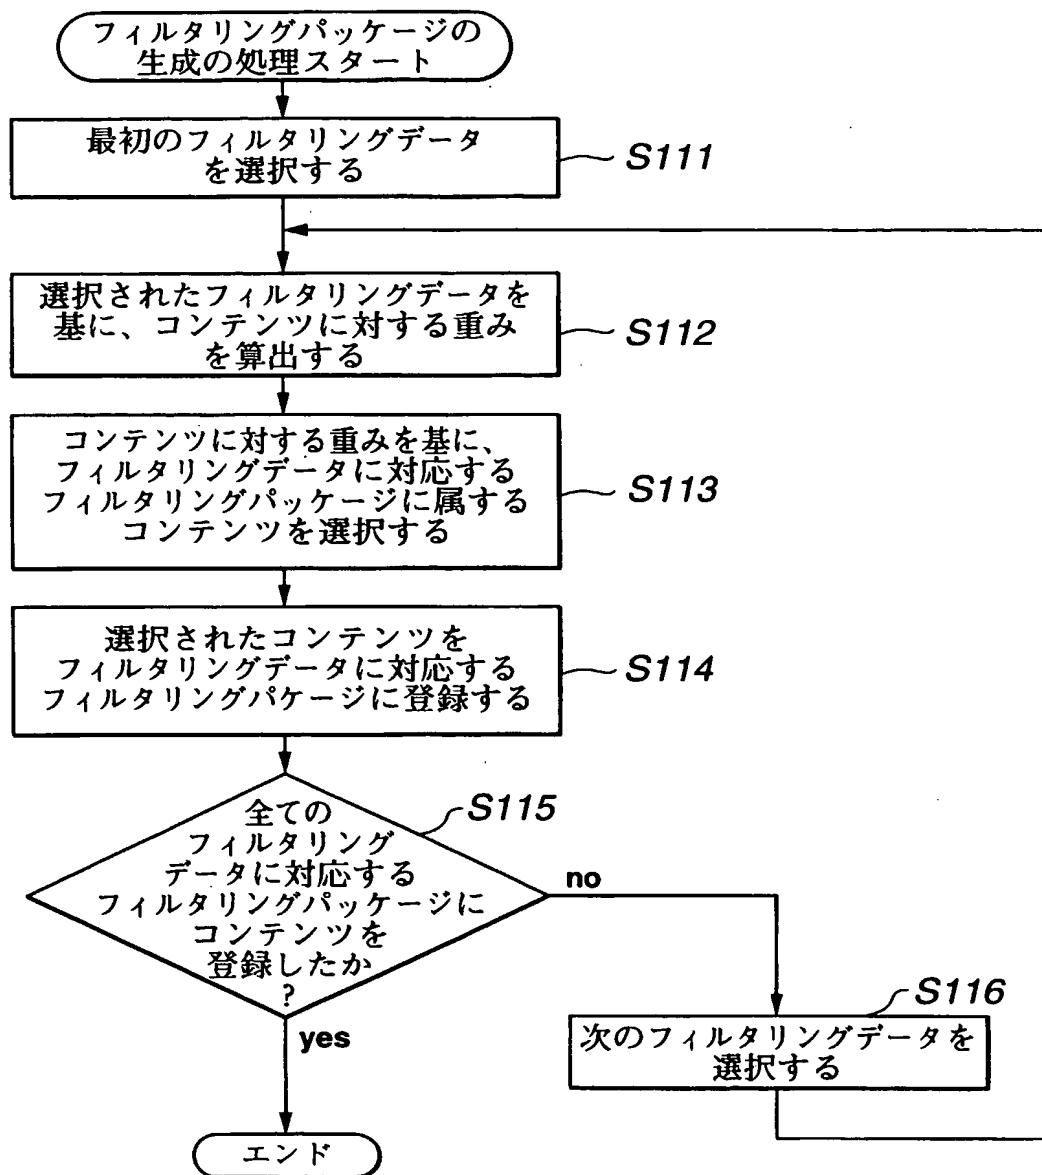 フィルタリングパッケージの
生成の処理スタート
最初のフィルタリングデータ
を選択する
S111
選択されたフィルタリングデータを
基に、コンテンツに対する重み
を算出する
S112
コンテンツに対する重みを基に、
フィルタリングデータに対応する
フィルタリングパッケージに属する
コンテンツを選択する
S113
選択されたコンテンツを
フィルタリングデータに対応する
フィルタリングパケージに登録する
S114
全ての
フィルタリング
データに対応する
フィルタリングパッケージに
コンテンツを
登録したか
?
S115
no
yes
S116
次のフィルタリングデータを
選択する
エンド